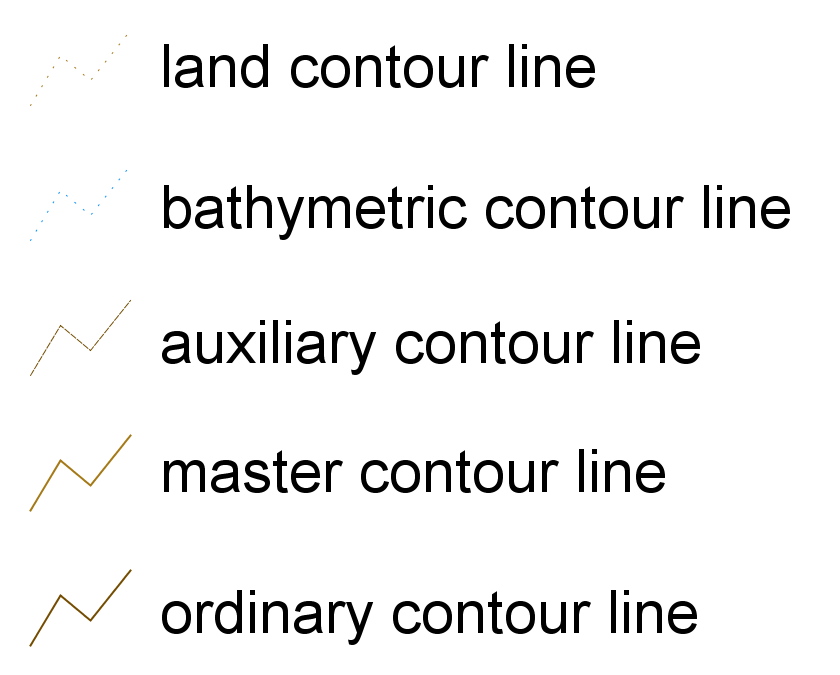 land contour line
bathymetric contour line
auxiliary contour line
master contour line
ordinary contour line